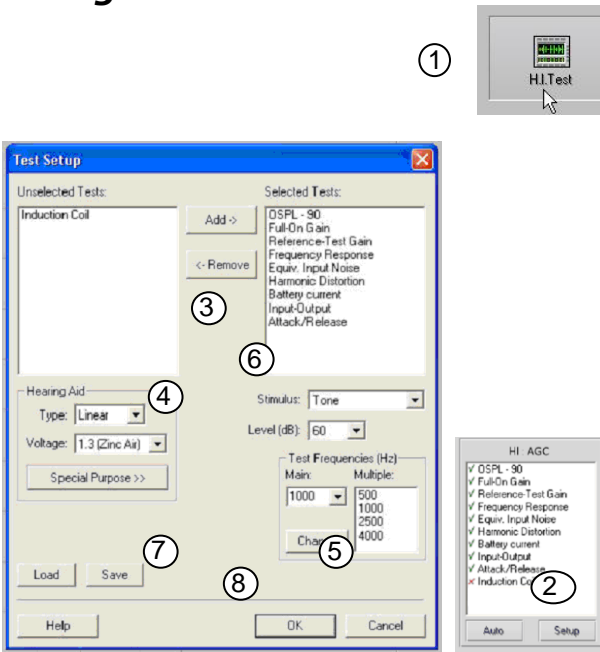 1
H.I.Test
Test Setup
Unselected Tests:
Induction Coil
Add ->
<- Remove
3
Selected Tests:
OSPL - 90
Full-On Gain
Reference-Test Gain
Frequency Response
Equiv. Input Noise
Harmonic Distortion
Battery current
Input-Output
Attack/Release
6
Hearing Aid
4
Type: Linear
Voltage: 1.3 (Zinc Air)
Special Purpose >>
Stimulus: Tone
Level (dB): 60
Test Frequencies (Hz)
Main: Multiple:
1000
500
1000
2500
4000
5
7
Load Save
8
Help OK Cancel
HI: AGC
√ OSPL - 90
√ Full-On Gain
√ Reference-Test Gain
√ Frequency Response
√ Equiv. Input Noise
√ Harmonic Distortion
√ Battery current
√ Input-Output
√ Attack/Release
× Induction
2
Auto Setup